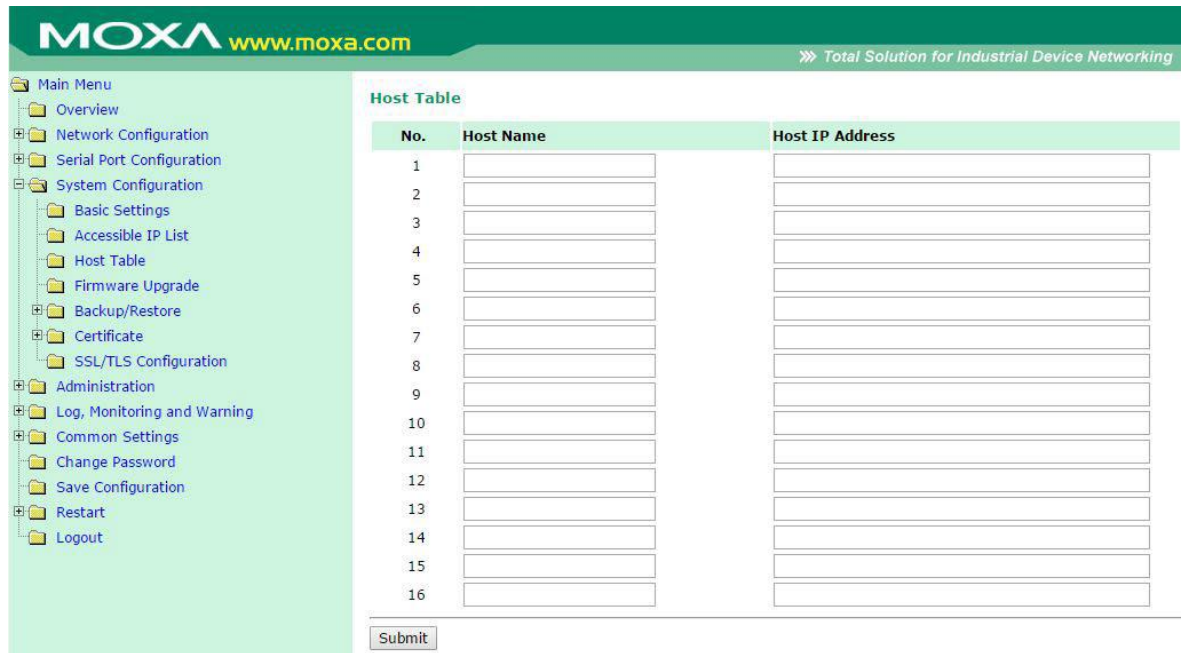 MOXA www.moxa.com
Total Solution for Industrial Device Networking
Main Menu
Overview
Network Configuration
Serial Port Configuration
System Configuration
Basic Settings
Accessible IP List
Host Table
Firmware Upgrade
Backup/Restore
Certificate
SSL/TLS Configuration
Administration
Log, Monitoring and Warning
Common Settings
Change Password
Save Configuration
Restart
Logout
Host Table
No. Host Name Host IP Address
1
2
3
4
5
6
7
8
9
10
11
12
13
14
15
16
Submit